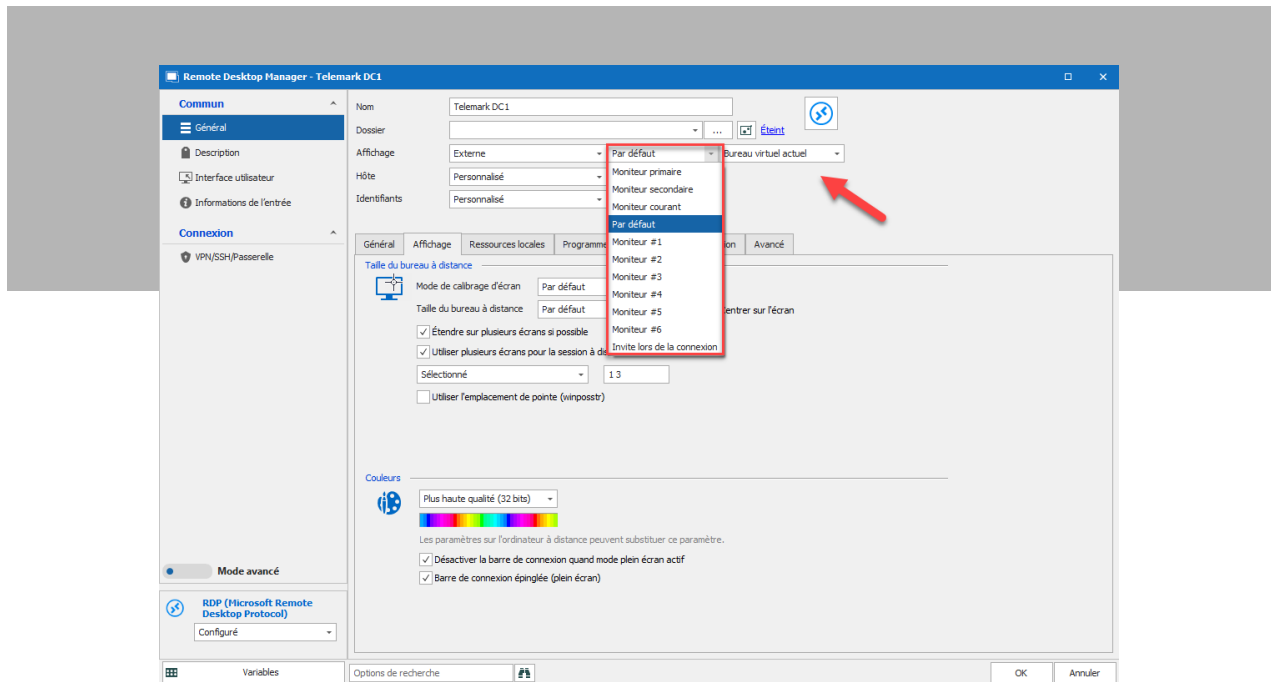 Remote Desktop Manager - Telemark DC1
Commun
Général
Description
Interface utilisateur
Informations de l'entrée
Connexion
VPN/SSH/Passerelle
Mode avancé
RDP (Microsoft Remote
Desktop Protocol)
Configuré
Variables
Nom Telemark DC1
Dossier ... Éteint
Affichage Externe Par défaut Bureau virtuel actuel
Hôte Personnalisé
Identifiants Personnalisé
Moniteur primaire
Moniteur secondaire
Moniteur courant
Par défaut
Moniteur #1
Moniteur #2
Moniteur #3
Moniteur #4
Moniteur #5
Moniteur #6
Invite lors de la connexion
Général Affichage Ressources locales Avancé
Taille du bureau à distance
Mode de calibrage d'écran Par défaut
Taille du bureau à distance Par défaut sur l'écran
Étendre sur plusieurs écrans si possible
Utiliser plusieurs écrans pour la session à
Sélectionné 1 3
Utiliser l'emplacement de pointe (winposstr)
Couleurs
Plus haute qualité (32 bits)
Les paramètres sur l'ordinateur à distance peuvent substituer ce paramètre.
Désactiver la barre de connexion quand mode plein écran actif
Barre de connexion épinglée (plein écran)
Options de recherche
OK Annuler